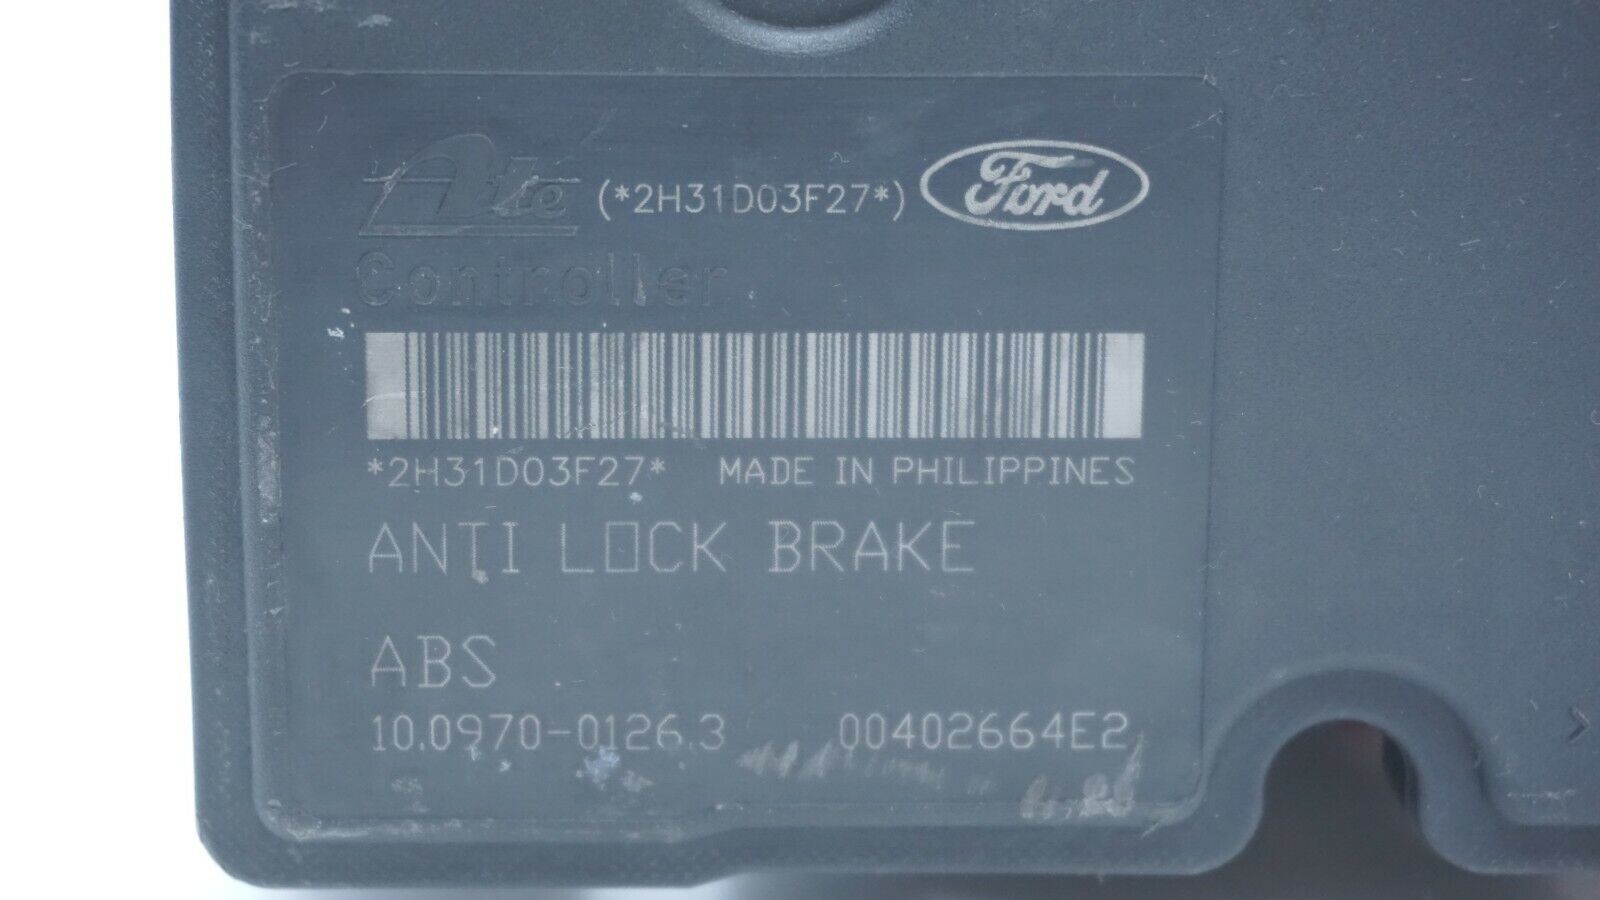 Ate (*2H31D03F27*) Ford
Controller
*2H31D03F27* MADE IN PHILIPPINES
ANTI LOCK BRAKE
ABS
10.0970-0126.3 00402664E2